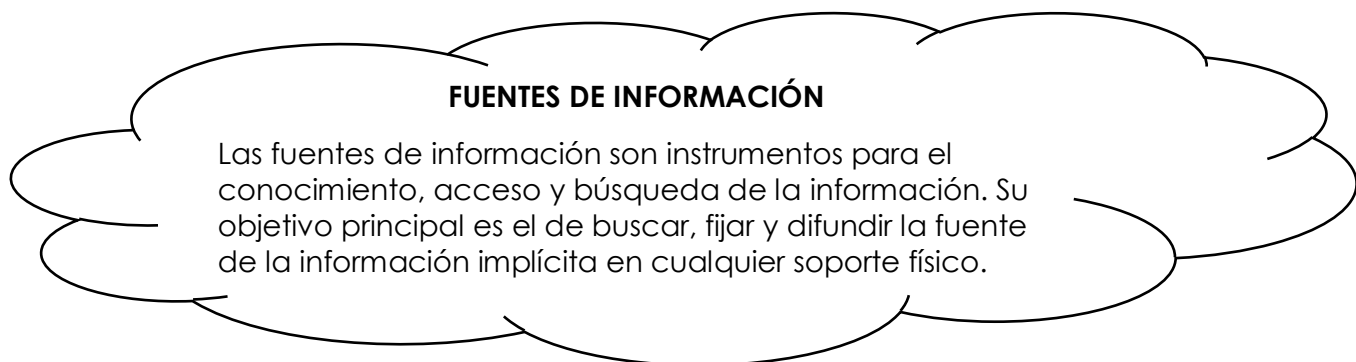 FUENTES DE INFORMACIÓN
Las fuentes de información son instrumentos para el
conocimiento, acceso y búsqueda de la información. Su
objetivo principal es el de buscar, fijar y difundir la fuente
de la información implícita en cualquier soporte físico.